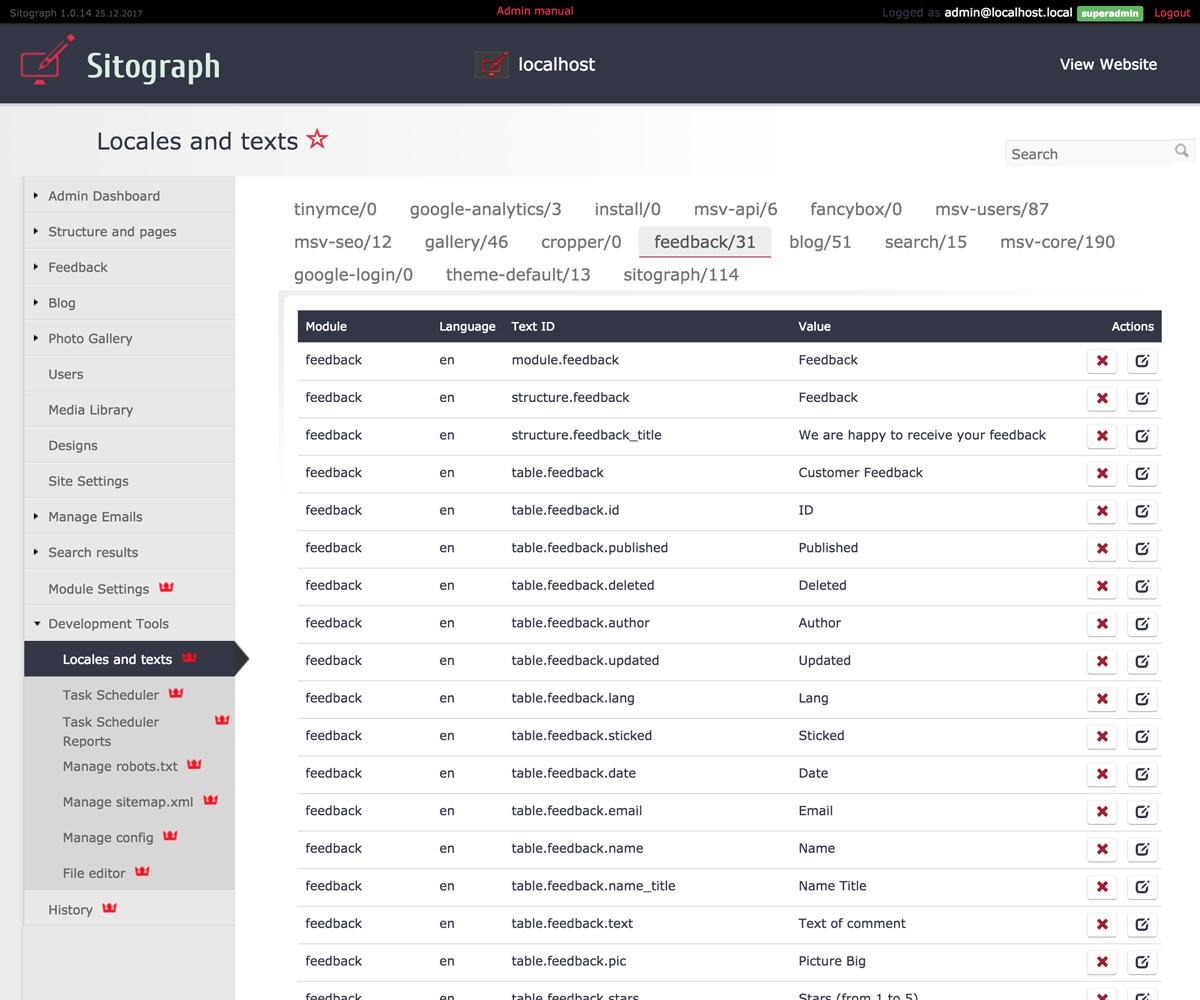 Sitograph 1.0.14 25.12.2017
Admin manual
Logged as admin@localhost.local superadmin Logout
Sitograph
localhost
View Website
Locales and texts
Search
Admin Dashboard
Structure and pages
Feedback
Blog
Photo Gallery
Users
Media Library
Designs
Site Settings
Manage Emails
Search results
Module Settings
Development Tools
Locales and texts
Task Scheduler
Task Scheduler
Reports
Manage robots.txt
Manage sitemap.xml
Manage config
File editor
History
tinymce/0 google-analytics/3 install/0 msv-api/6 fancybox/0 msv-users/87
msv-seo/12 gallery/46 cropper/0 feedback/31 blog/51 search/15 msv-core/190
google-login/0 theme-default/13 sitograph/114
Module Language Text ID Value Actions
feedback en module.feedback Feedback
feedback en structure.feedback Feedback
feedback en structure.feedback_title We are happy to receive your feedback
feedback en table.feedback Customer Feedback
feedback en table.feedback.id ID
feedback en table.feedback.published Published
feedback en table.feedback.deleted Deleted
feedback en table.feedback.author Author
feedback en table.feedback.updated Updated
feedback en table.feedback.lang Lang
feedback en table.feedback.sticked Sticked
feedback en table.feedback.date Date
feedback en table.feedback.email Email
feedback en table.feedback.name Name
feedback en table.feedback.name_title Name Title
feedback en table.feedback.text Text of comment
feedback en table.feedback.pic Picture Big
feedback en table.feedback.stars Stars (from 1 to 5)